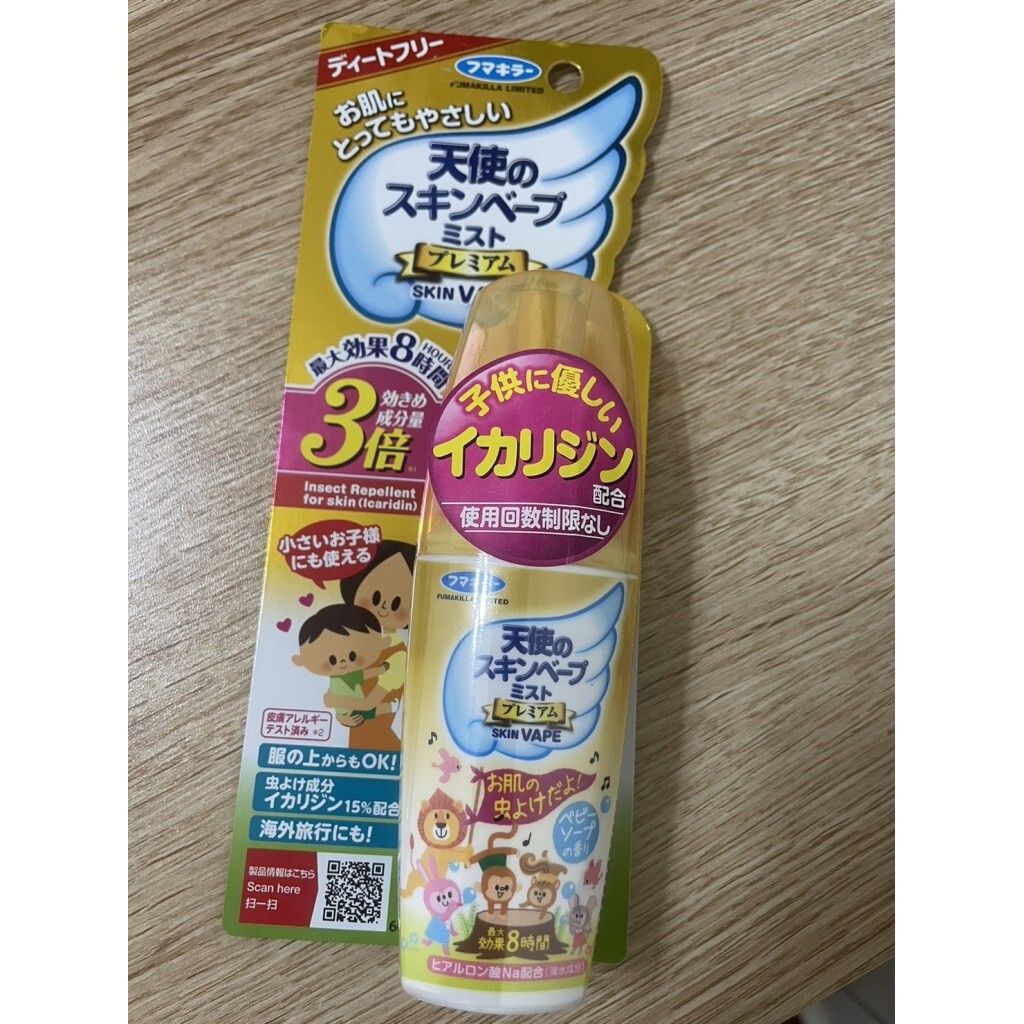 ディートフリー
フマキラー
FUMAKILLA LIMITED
お肌に
とってもやさしい
天使の
スキンベープ
ミスト
プレミアム
SKIN
最大効果8時間
3倍
効きめ
成分量
Insect Repellent
for skin (Icaridin)
小さいお子様
にも使える
皮膚アレルギー
テスト済み ※2
服の上からもOK!
虫よけ成分
イカリジン15%配合
海外旅行にも!
製品情報はこちら
Scan here
扫一扫
子供に優しい
イカリジン
配合
使用回数制限なし
フマキラー
FUMAKILLA LIMITED
天使の
スキンベープ
ミスト
プレミアム
SKIN VAPE
お肌の
虫よけだよ!
ベビー
ソープ
の香り
最大
効果8時間
ヒアルロン酸Na配合(潤水成分)